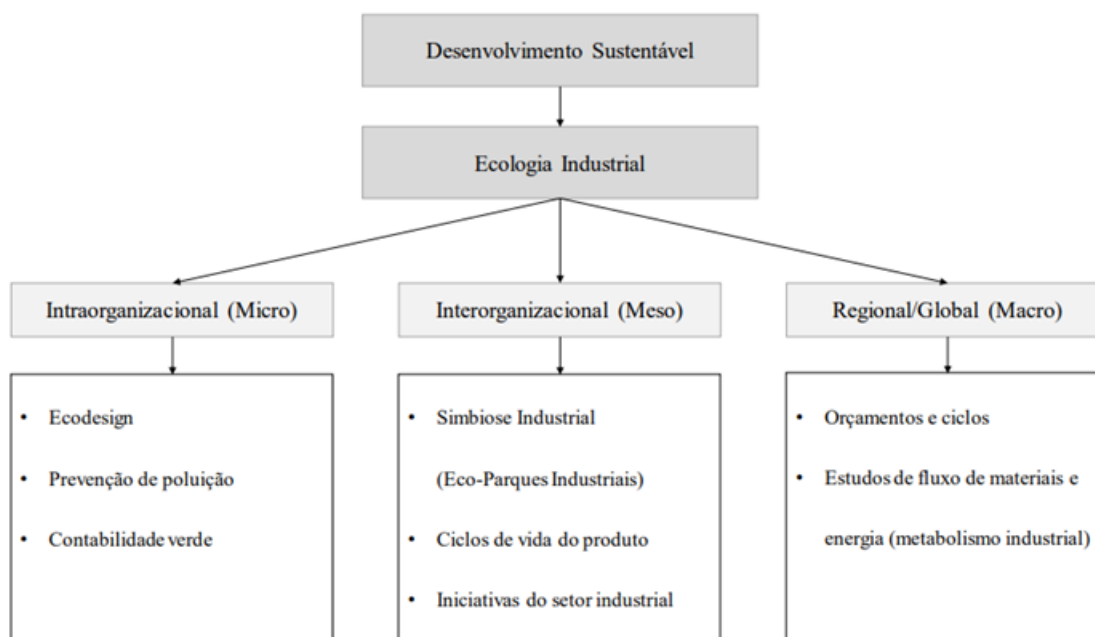 Desenvolvimento Sustentável
Ecologia Industrial
Intraorganizacional (Micro)
• Ecodesign
• Prevenção de poluição
• Contabilidade verde
Interorganizacional (Meso)
• Simbiose Industrial
(Eco-Parques Industriais)
• Ciclos de vida do produto
• Iniciativas do setor industrial
Regional/Global (Macro)
• Orçamentos e ciclos
• Estudos de fluxo de materiais e
energia (metabolismo industrial)